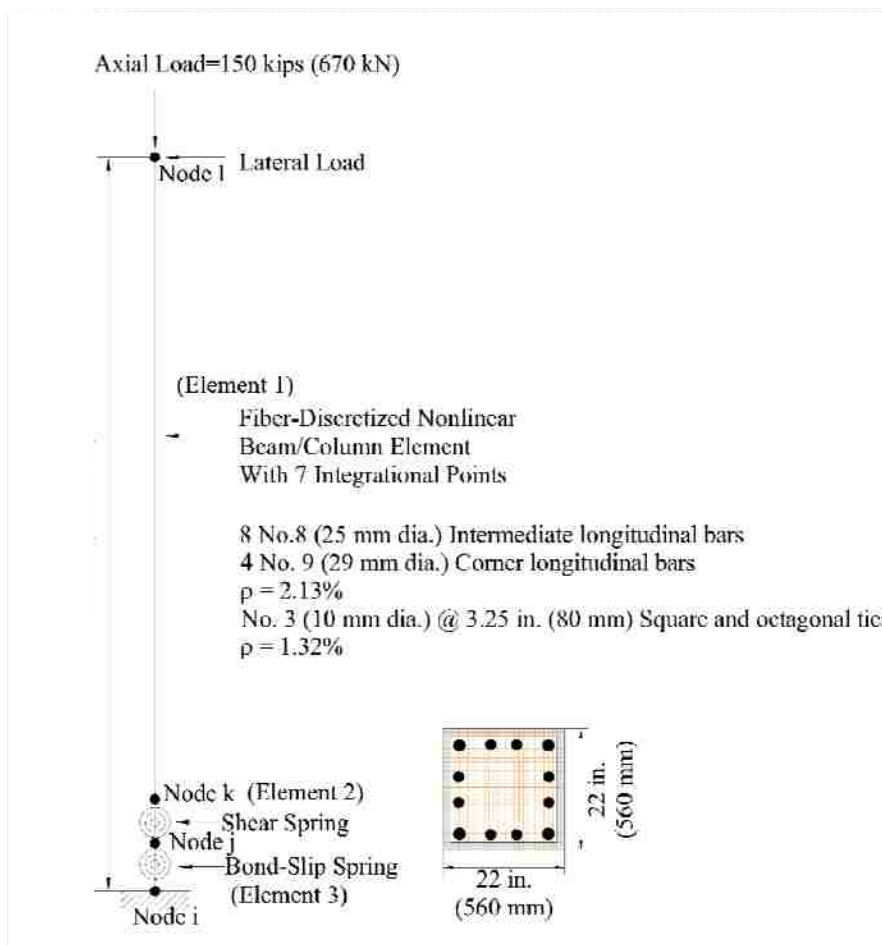 Axial Load=150 kips (670 kN)
Lateral Load
Node l
(Element 1)
Fiber-Discretized Nonlinear
Beam/Column Element
With 7 Integrational Points
8 No.8 (25 mm dia.) Intermediate longitudinal bars
4 No. 9 (29 mm dia.) Corner longitudinal bars
ρ = 2.13%
No. 3 (10 mm dia.) @ 3.25 in. (80 mm) Square and octagonal tie
ρ = 1.32%
Node k (Element 2)
Shear Spring
Node j
Bond-Slip Spring
(Element 3)
Node i
22 in.
(560 mm)
22 in.
(560 mm)